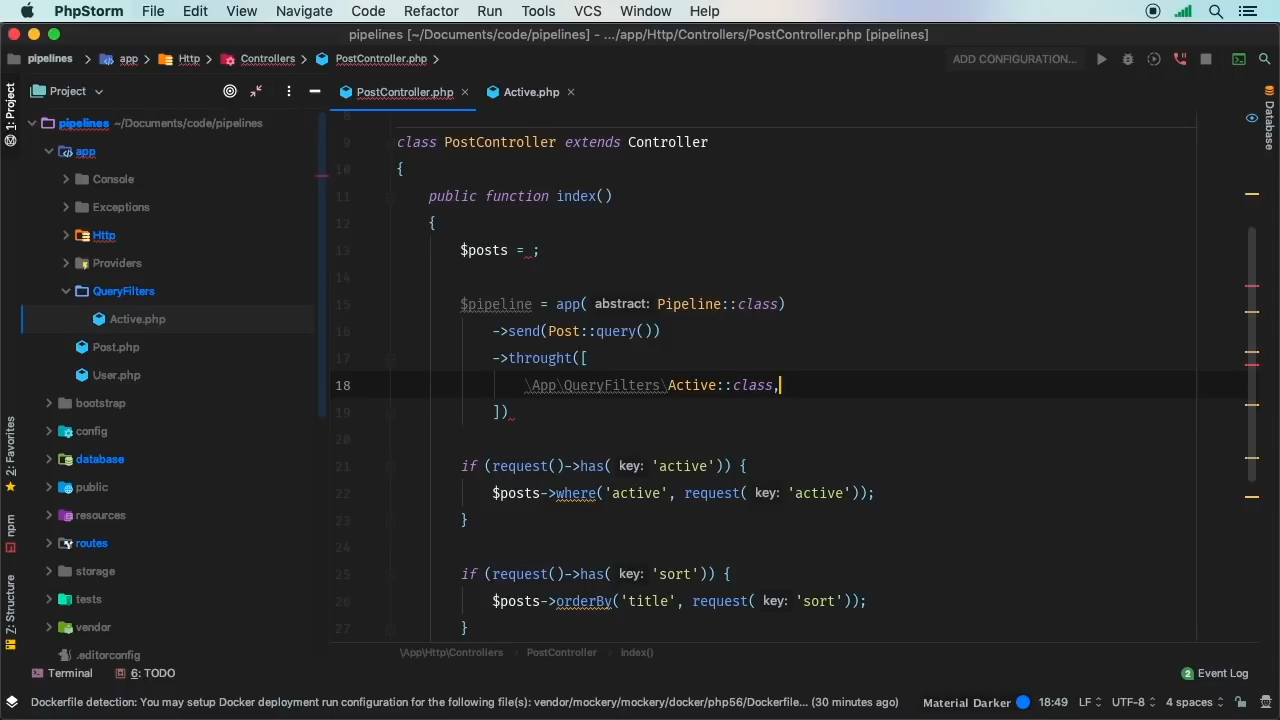 PhpStorm File Edit View Navigate Code Refactor Run Tools VCS Window Help
pipelines [~/Documents/code/pipelines] - .../app/Http/Controllers/PostController.php [pipelines]
pipelines app Http Controllers PostController.php ADD CONFIGURATION...
1: Project
Project
PostController.php Active.php
Database
pipelines ~/Documents/code/pipelines
app
Console
Exceptions
Http
Providers
QueryFilters
Active.php
Post.php
User.php
bootstrap
config
database
public
resources
routes
storage
tests
vendor
.editorconfig
2: Favorites
npm
7: Structure
8
9 class PostController extends Controller
10 {
11 public function index()
12 {
13 $posts = ;
14
15 $pipeline = app( abstract: Pipeline::class)
16 ->send(Post::query())
17 ->throught([
18 \App\QueryFilters\Active::class,
19 ])
20
21 if (request()->has( key: 'active')) {
22 $posts->where('active', request( key: 'active'));
23 }
24
25 if (request()->has( key: 'sort')) {
26 $posts->orderBy('title', request( key: 'sort'));
27 }
\App\Http\Controllers PostController index()
Terminal 6: TODO 2 Event Log
Dockerfile detection: You may setup Docker deployment run configuration for the following file(s): vendor/mockery/mockery/docker/php56/Dockerfile... (30 minutes ago) Material Darker 18:49 LF UTF-8 4 spaces